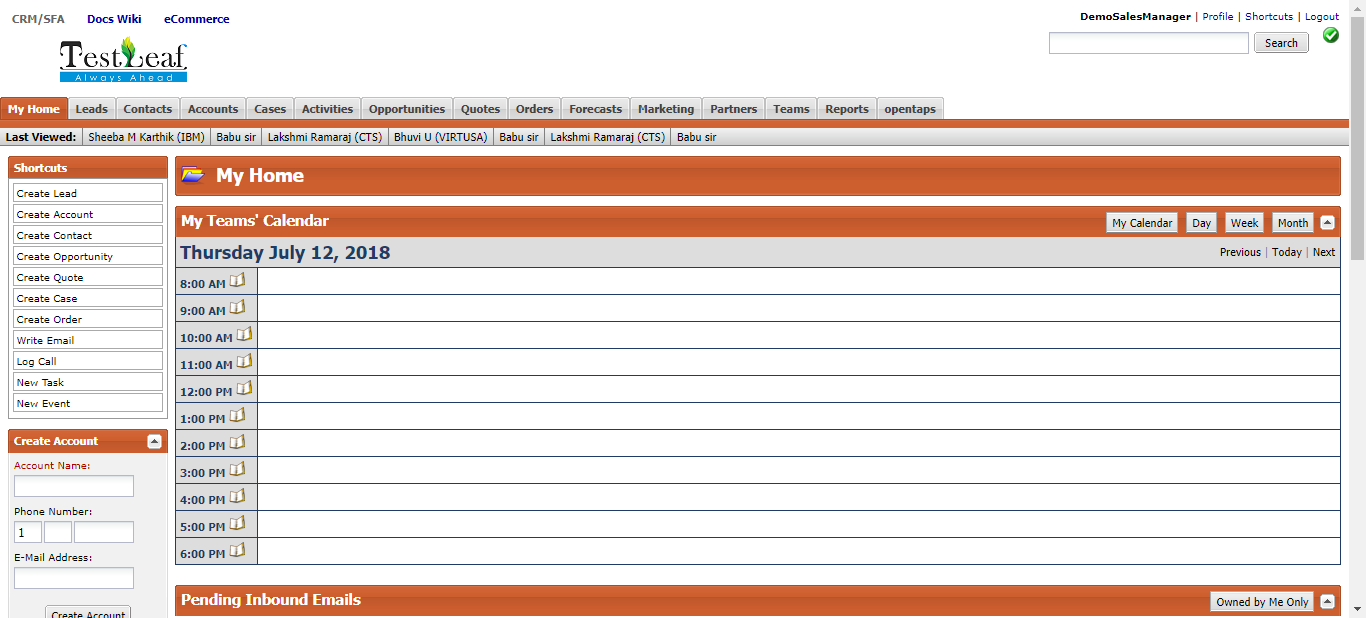 CRM/SFA Docs Wiki eCommerce
DemoSalesManager | Profile | Shortcuts | Logout
Search
TestLeaf
Always Ahead
My Home Leads Contacts Accounts Cases Activities Opportunities Quotes Orders Forecasts Marketing Partners Teams Reports opentaps
Last Viewed: Sheeba M Karthik (IBM) Babu sir Lakshmi Ramaraj (CTS) Bhuvi U (VIRTUSA) Babu sir Lakshmi Ramaraj (CTS) Babu sir
Shortcuts
Create Lead
Create Account
Create Contact
Create Opportunity
Create Quote
Create Case
Create Order
Write Email
Log Call
New Task
New Event
Create Account
Account Name:
Phone Number:
1
E-Mail Address:
Create Account
My Home
My Teams' Calendar My Calendar Day Week Month
Thursday July 12, 2018 Previous | Today | Next
8:00 AM
9:00 AM
10:00 AM
11:00 AM
12:00 PM
1:00 PM
2:00 PM
3:00 PM
4:00 PM
5:00 PM
6:00 PM
Pending Inbound Emails Owned by Me Only